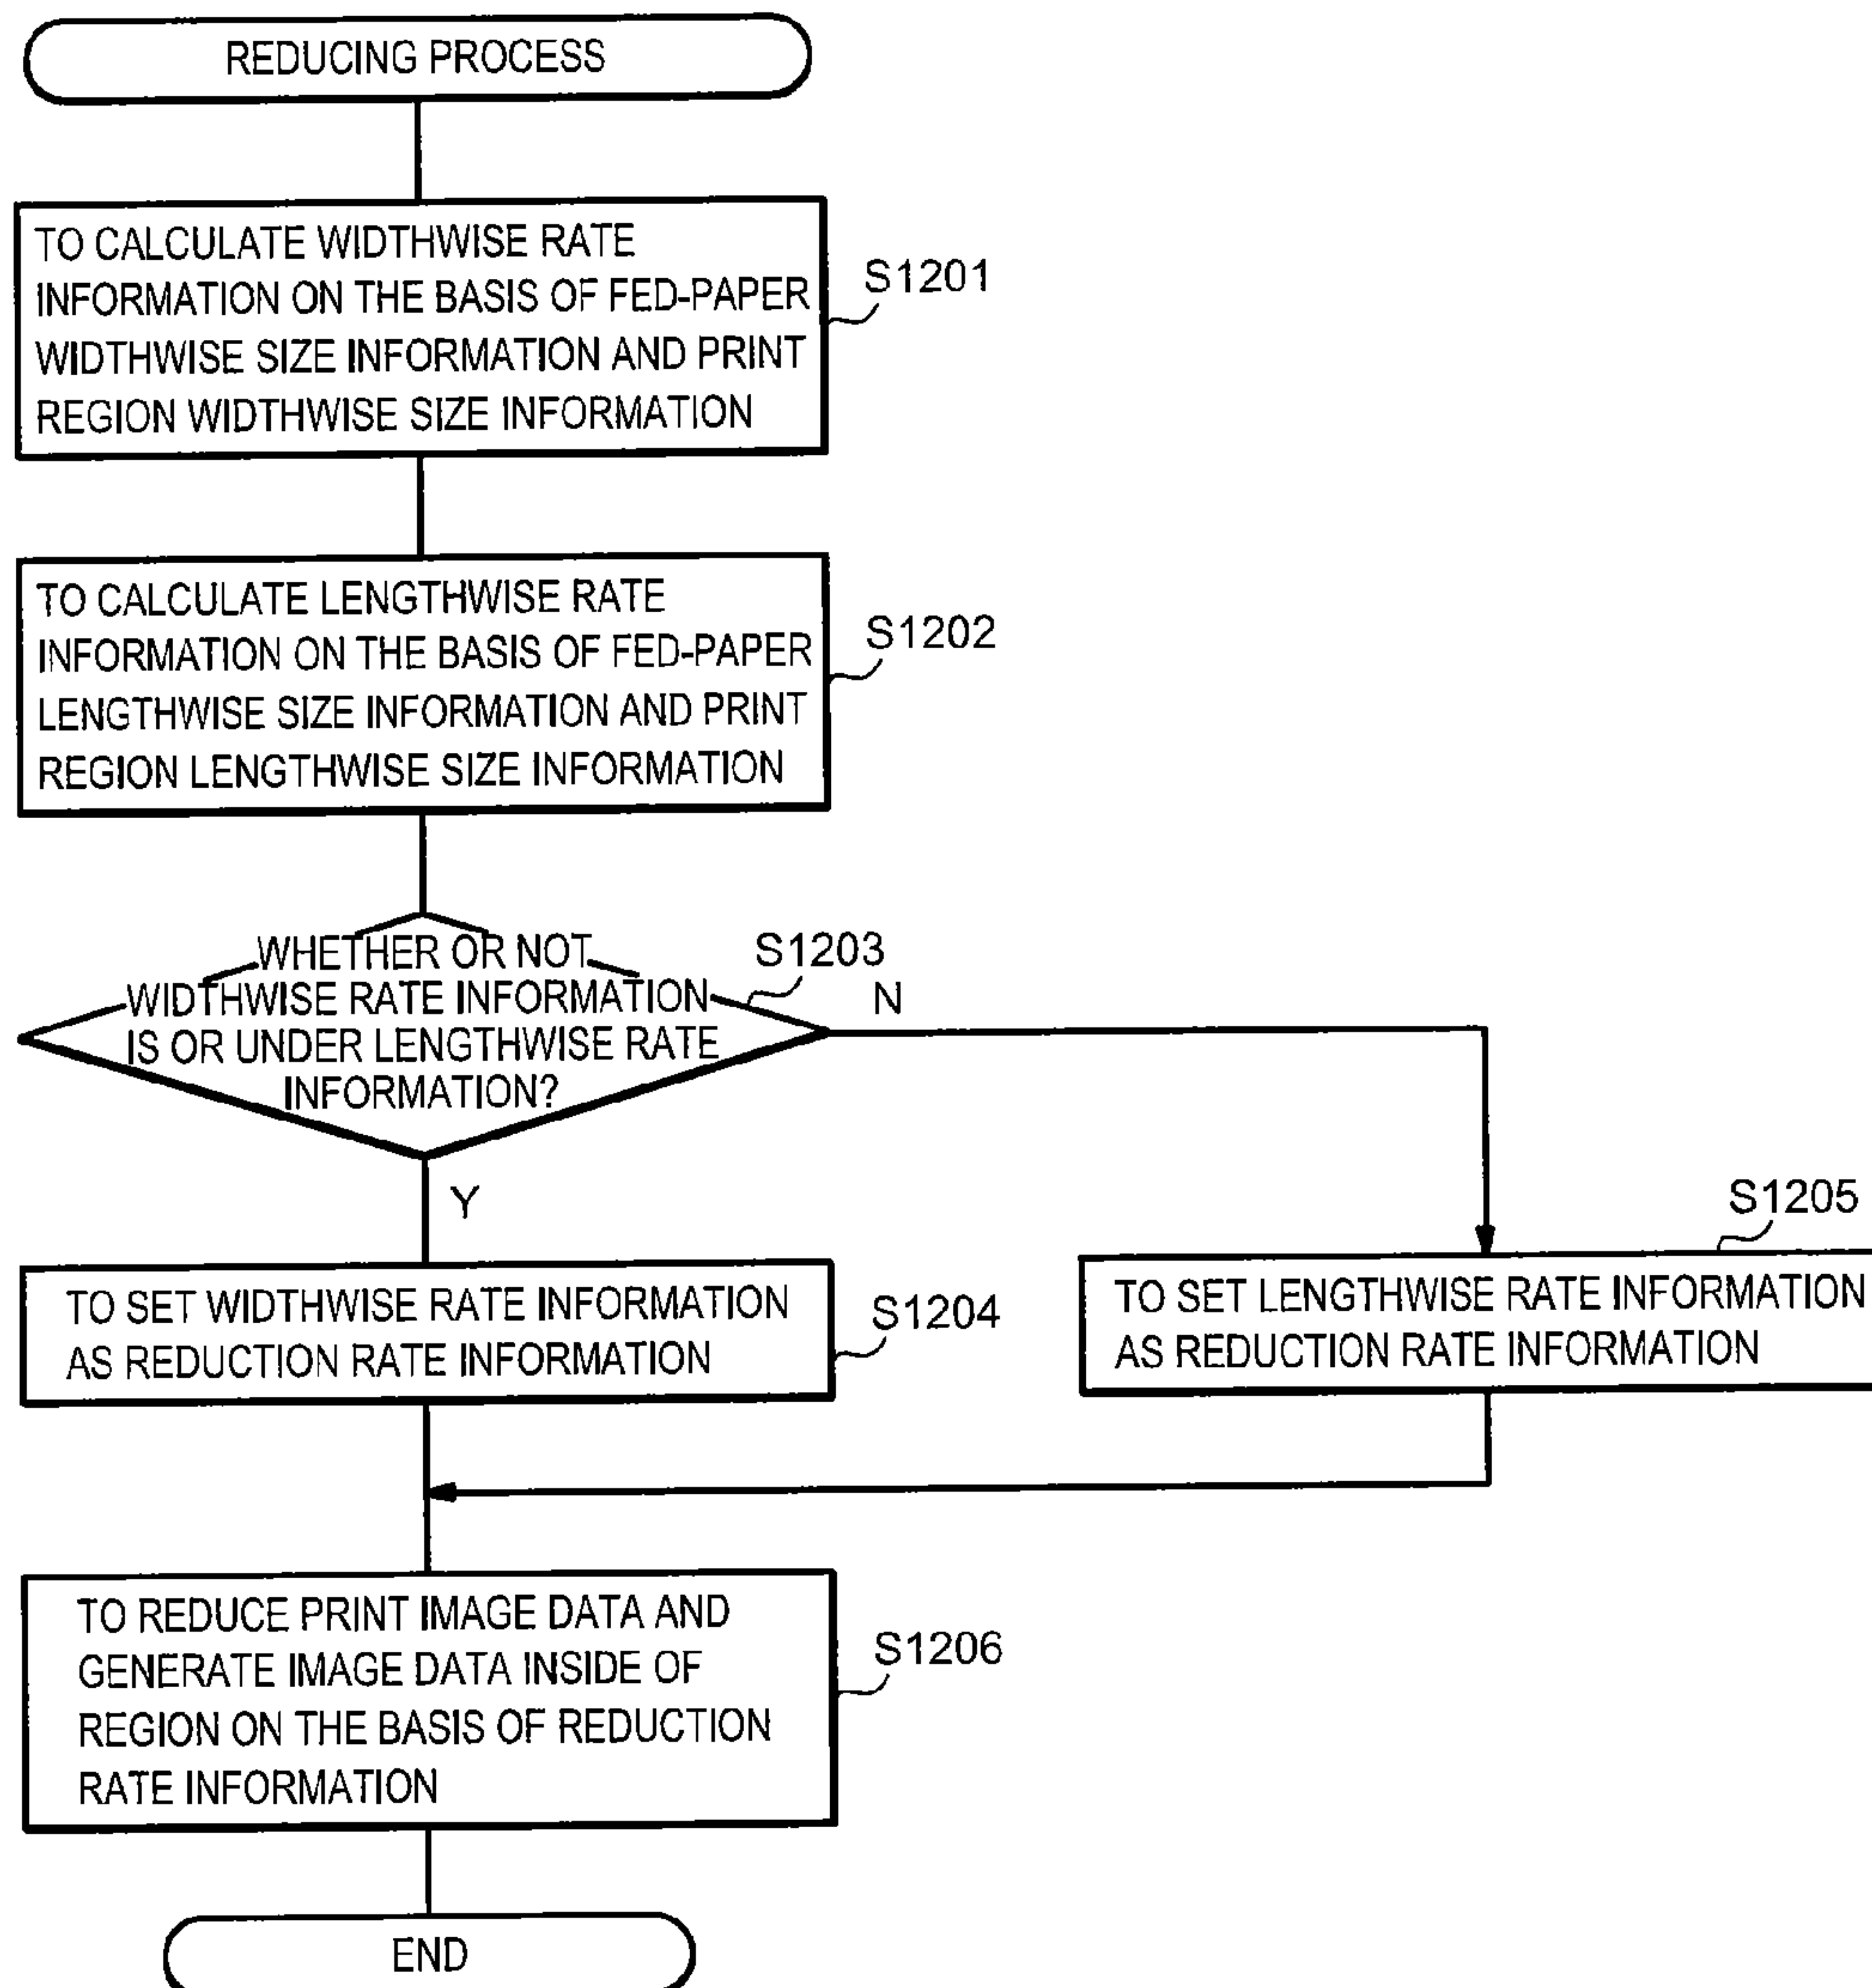 REDUCING PROCESS
TO CALCULATE WIDTHWISE RATE
INFORMATION ON THE BASIS OF FED-PAPER
WIDTHWISE SIZE INFORMATION AND PRINT
REGION WIDTHWISE SIZE INFORMATION
S1201
TO CALCULATE LENGTHWISE RATE
INFORMATION ON THE BASIS OF FED-PAPER
LENGTHWISE SIZE INFORMATION AND PRINT
REGION LENGTHWISE SIZE INFORMATION
S1202
WHETHER OR NOT
WIDTHWISE RATE INFORMATION
IS OR UNDER LENGTHWISE RATE
INFORMATION?
S1203
N
Y
TO SET WIDTHWISE RATE INFORMATION
AS REDUCTION RATE INFORMATION
S1204
S1205
TO SET LENGTHWISE RATE INFORMATION
AS REDUCTION RATE INFORMATION
TO REDUCE PRINT IMAGE DATA AND
GENERATE IMAGE DATA INSIDE OF
REGION ON THE BASIS OF REDUCTION
RATE INFORMATION
S1206
END